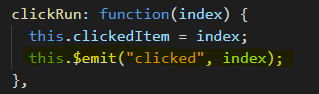 clickRun: function(index) {
this.clickedItem = index;
this.$emit("clicked", index);
},